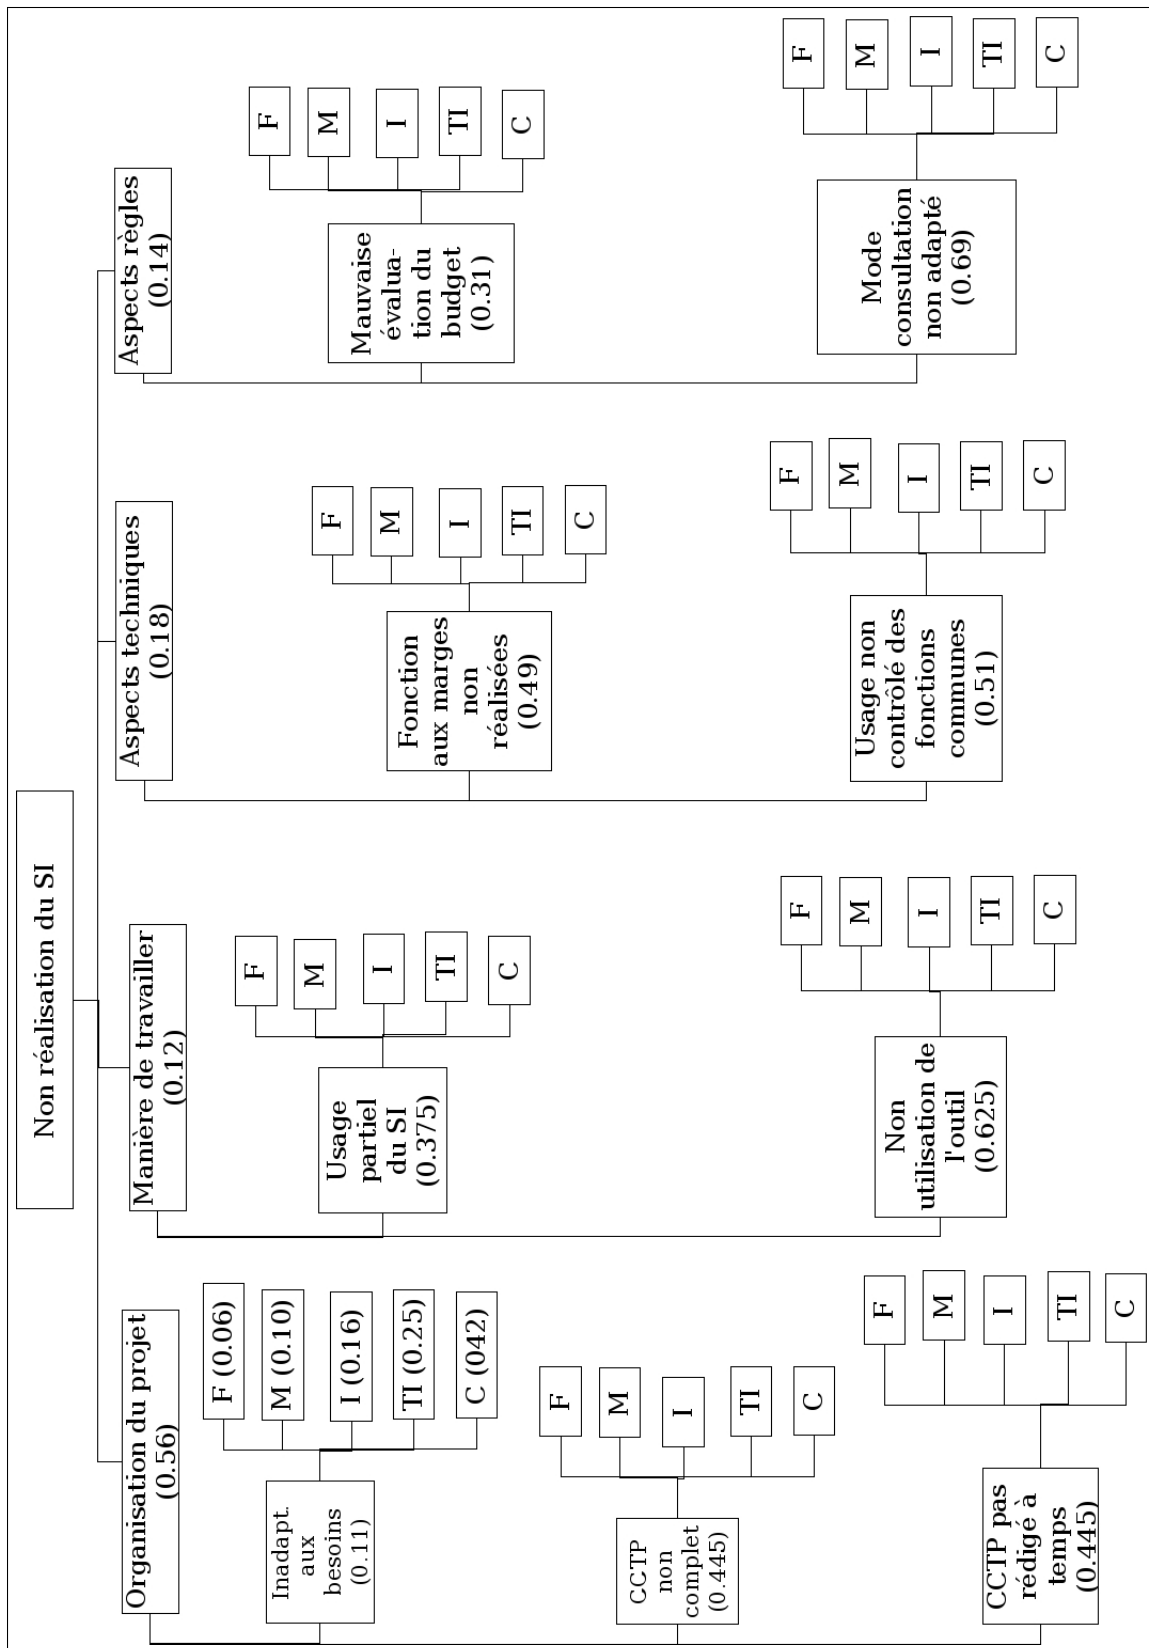 Non réalisation du SI
Organisation du projet
(0.56)
Inadapt.
aux
besoins
(0.11)
F (0.06)
M (0.10)
I (0.16)
TI (0.25)
C (042)
CCTP
non
complet
(0.445)
F
M
I
TI
C
CCTP pas
rédigé à
temps
(0.445)
F
M
I
TI
C
Manière de travailler
(0.12)
Usage
partiel
du SI
(0.375)
F
M
I
TI
C
Non
utilisation de
l'outil
(0.625)
F
M
I
TI
C
Aspects techniques
(0.18)
Fonction
aux marges
non
réalisées
(0.49)
F
M
I
TI
C
Usage non
contrôlé des
fonctions
communes
(0.51)
F
M
I
TI
C
Aspects règles
(0.14)
Mauvaise
évalua-
tion du
budget
(0.31)
F
M
I
TI
C
Mode
consultation
non adapté
(0.69)
F
M
I
TI
C